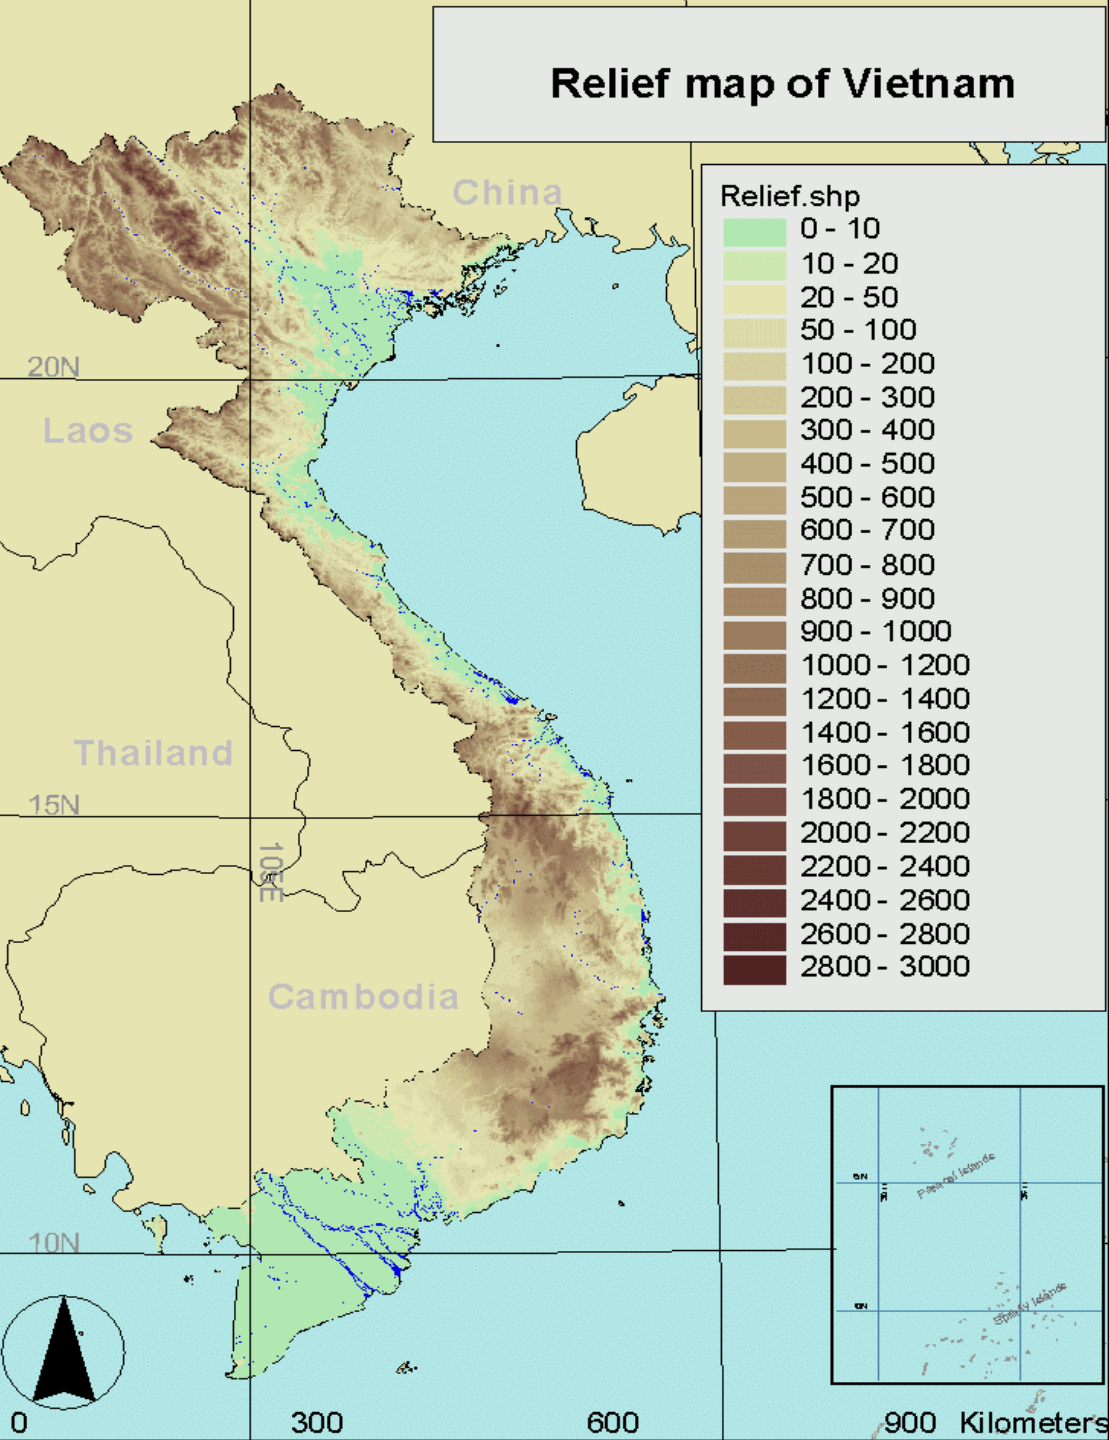 Relief map of Vietnam
China
Relief.shp
0 - 10
10 - 20
20 - 50
50 - 100
100 - 200
200 - 300
300 - 400
400 - 500
500 - 600
600 - 700
700 - 800
800 - 900
900 - 1000
1000 - 1200
1200 - 1400
1400 - 1600
1600 - 1800
1800 - 2000
2000 - 2200
2200 - 2400
2400 - 2600
2600 - 2800
2800 - 3000
20N
Laos
Thailand
15N
Cambodia
Paracel Islands
10N
Islands
0 300 600 900 Kilometers